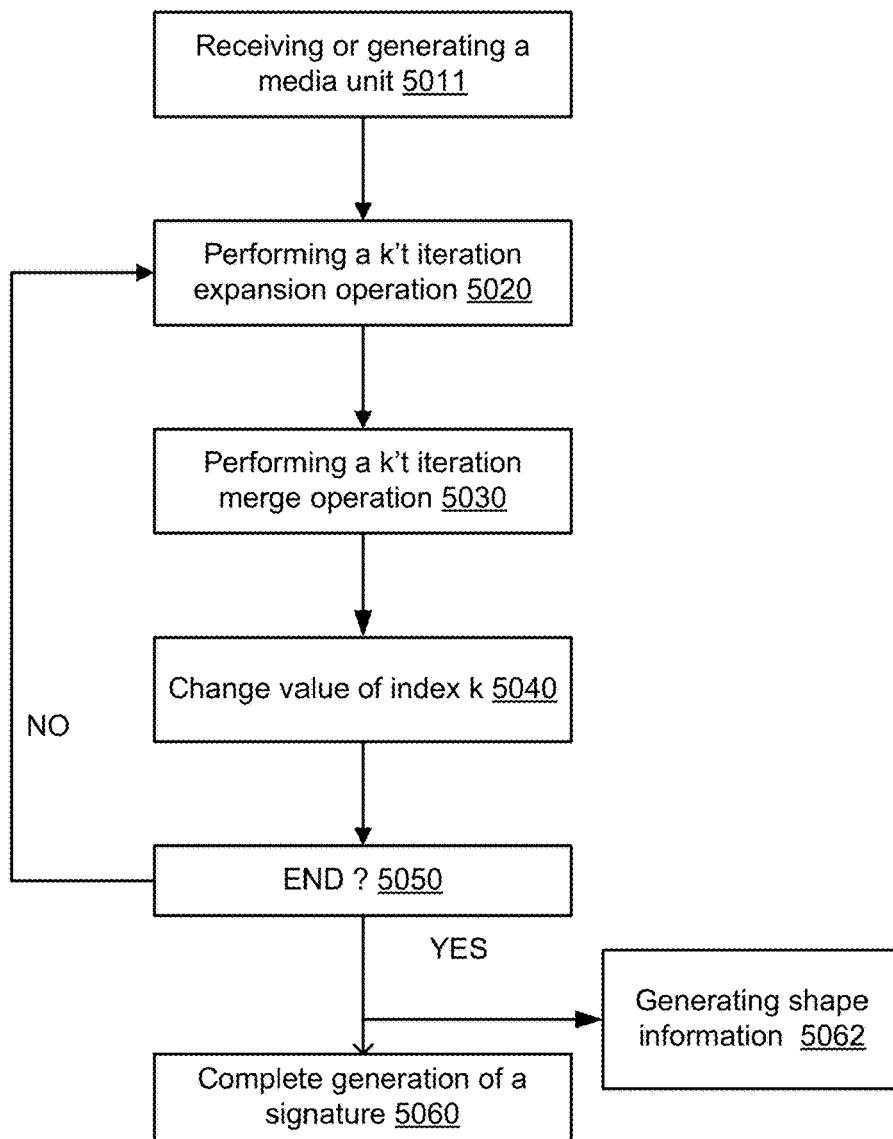 Receiving or generating a
media unit 5011
Performing a k't iteration
expansion operation 5020
Performing a k't iteration
merge operation 5030
Change value of index k 5040
NO
END ? 5050
YES
Generating shape
information 5062
Complete generation of a
signature 5060